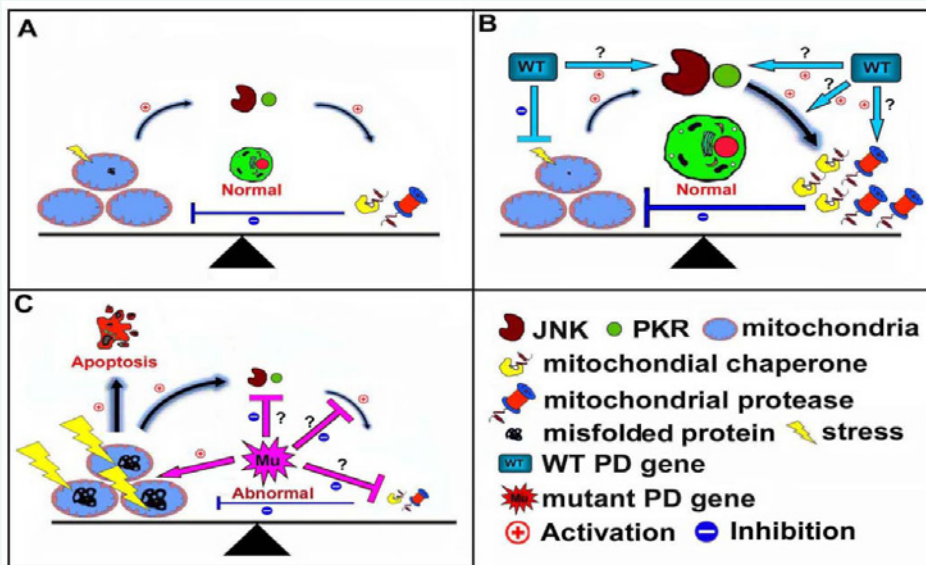 A
Normal
B
WT
?
?
WT
?
?
Normal
C
Apoptosis
?
?
Mu
?
Abnormal
JNK PKR mitochondria
mitochondial chaperone
mitochondrial protease
misfolded protein stress
WT WT PD gene
Mu mutant PD gene
Activation Inhibition